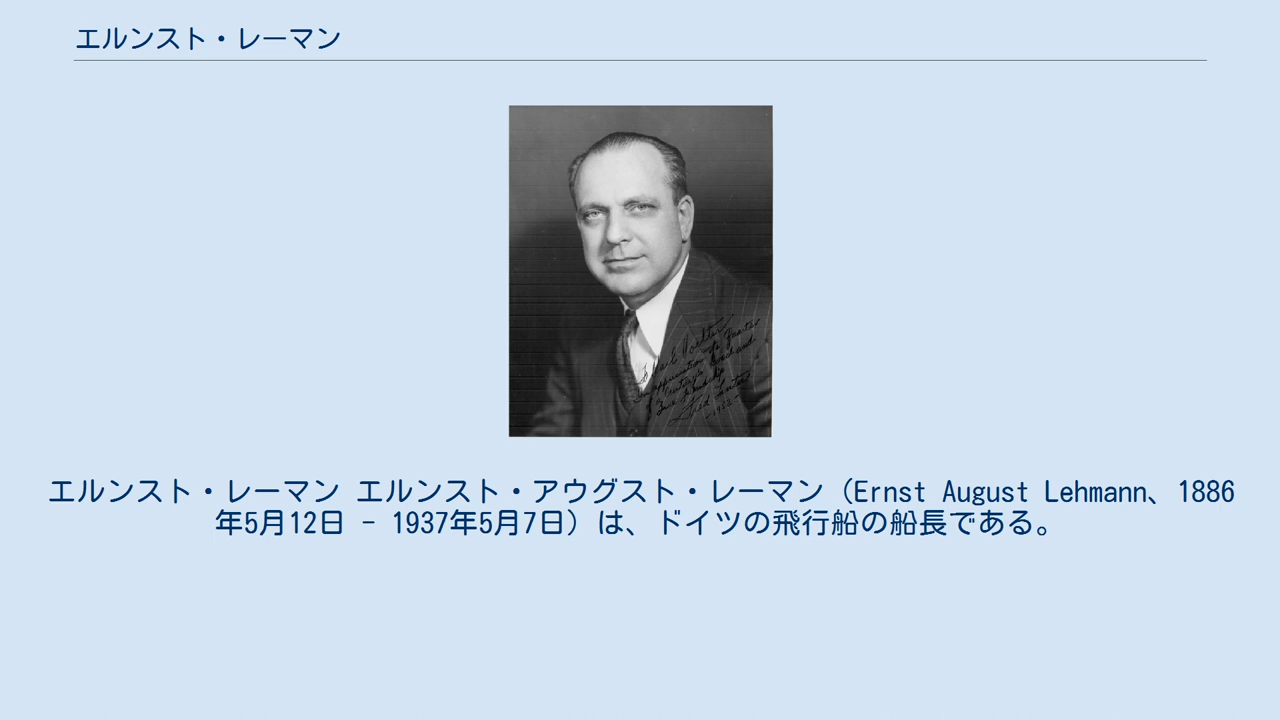 エルンスト・レーマン
エルンスト・レーマン エルンスト・アウグスト・レーマン（Ernst August Lehmann、1886
年5月12日 - 1937年5月7日）は、ドイツの飛行船の船長である。